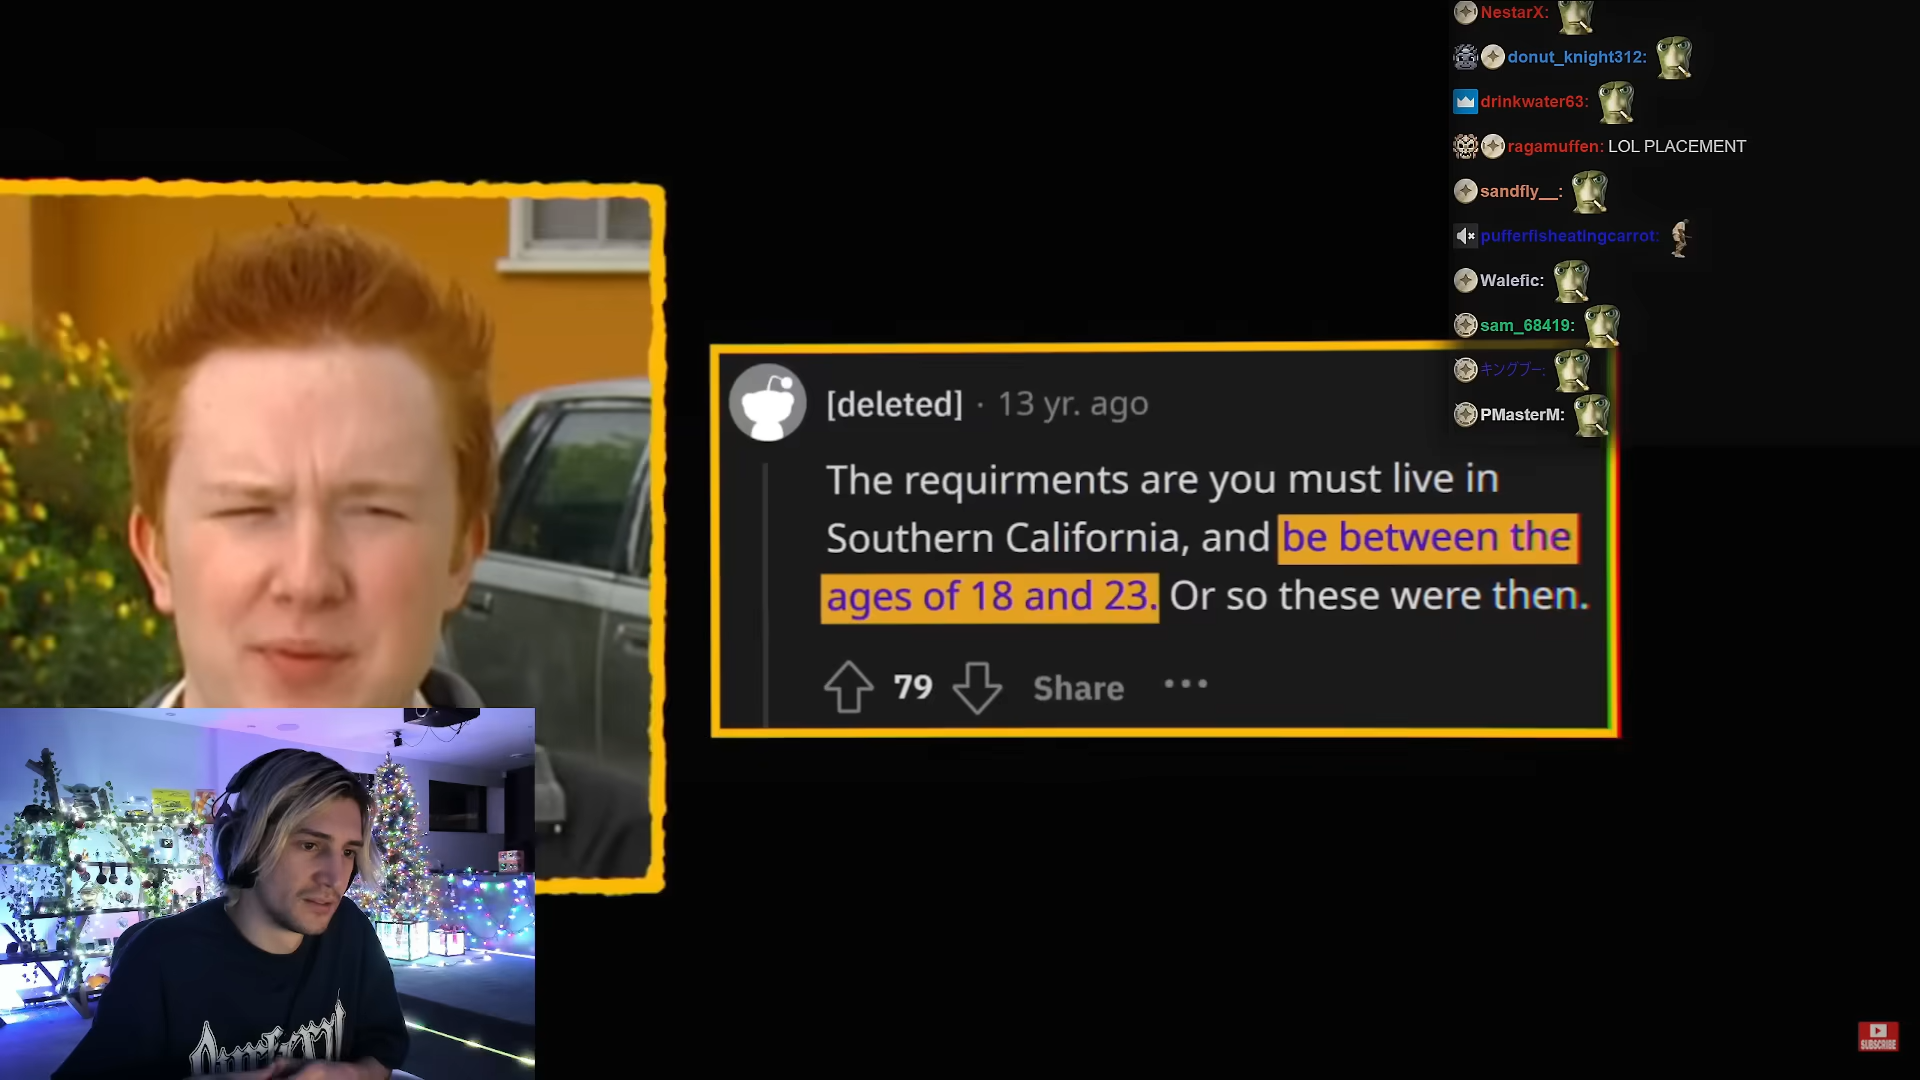 NestarX:
donut_knight312:
drinkwater63:
ragamuffen: LOL PLACEMENT
sandfly__:
pufferfisheatingcarrot:
Walefic:
sam_68419:
キングブー:
PMasterM:
[deleted] · 13 yr. ago
The requirments are you must live in
Southern California, and be between the
ages of 18 and 23. Or so these were then.
79 Share ...
SUBSCRIBE